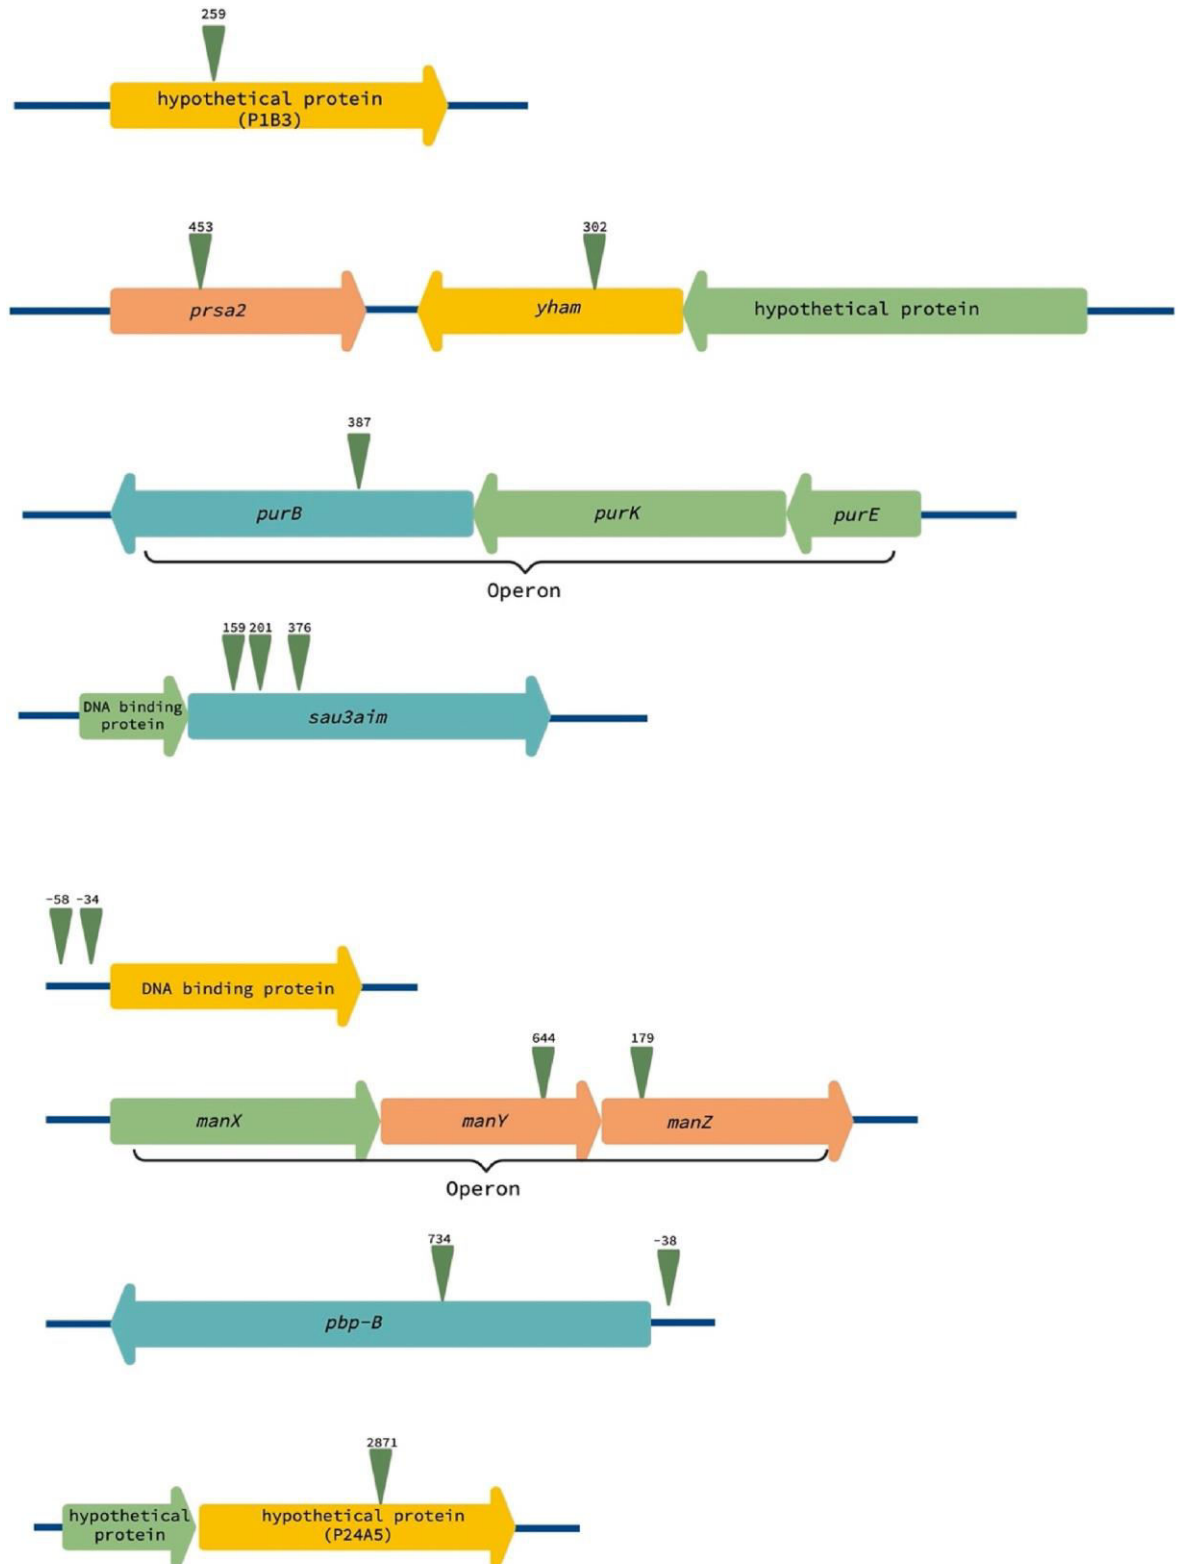 259
hypothetical protein
(P1B3)
453
302
prsa2
yham
hypothetical protein
387
purB
purK
purE
Operon
159
201
376
DNA binding
protein
sau3aim
-58
-34
DNA binding protein
644
179
manX
manY
manZ
Operon
734
-38
pbp-B
2871
hypothetical
protein
hypothetical protein
(P24A5)